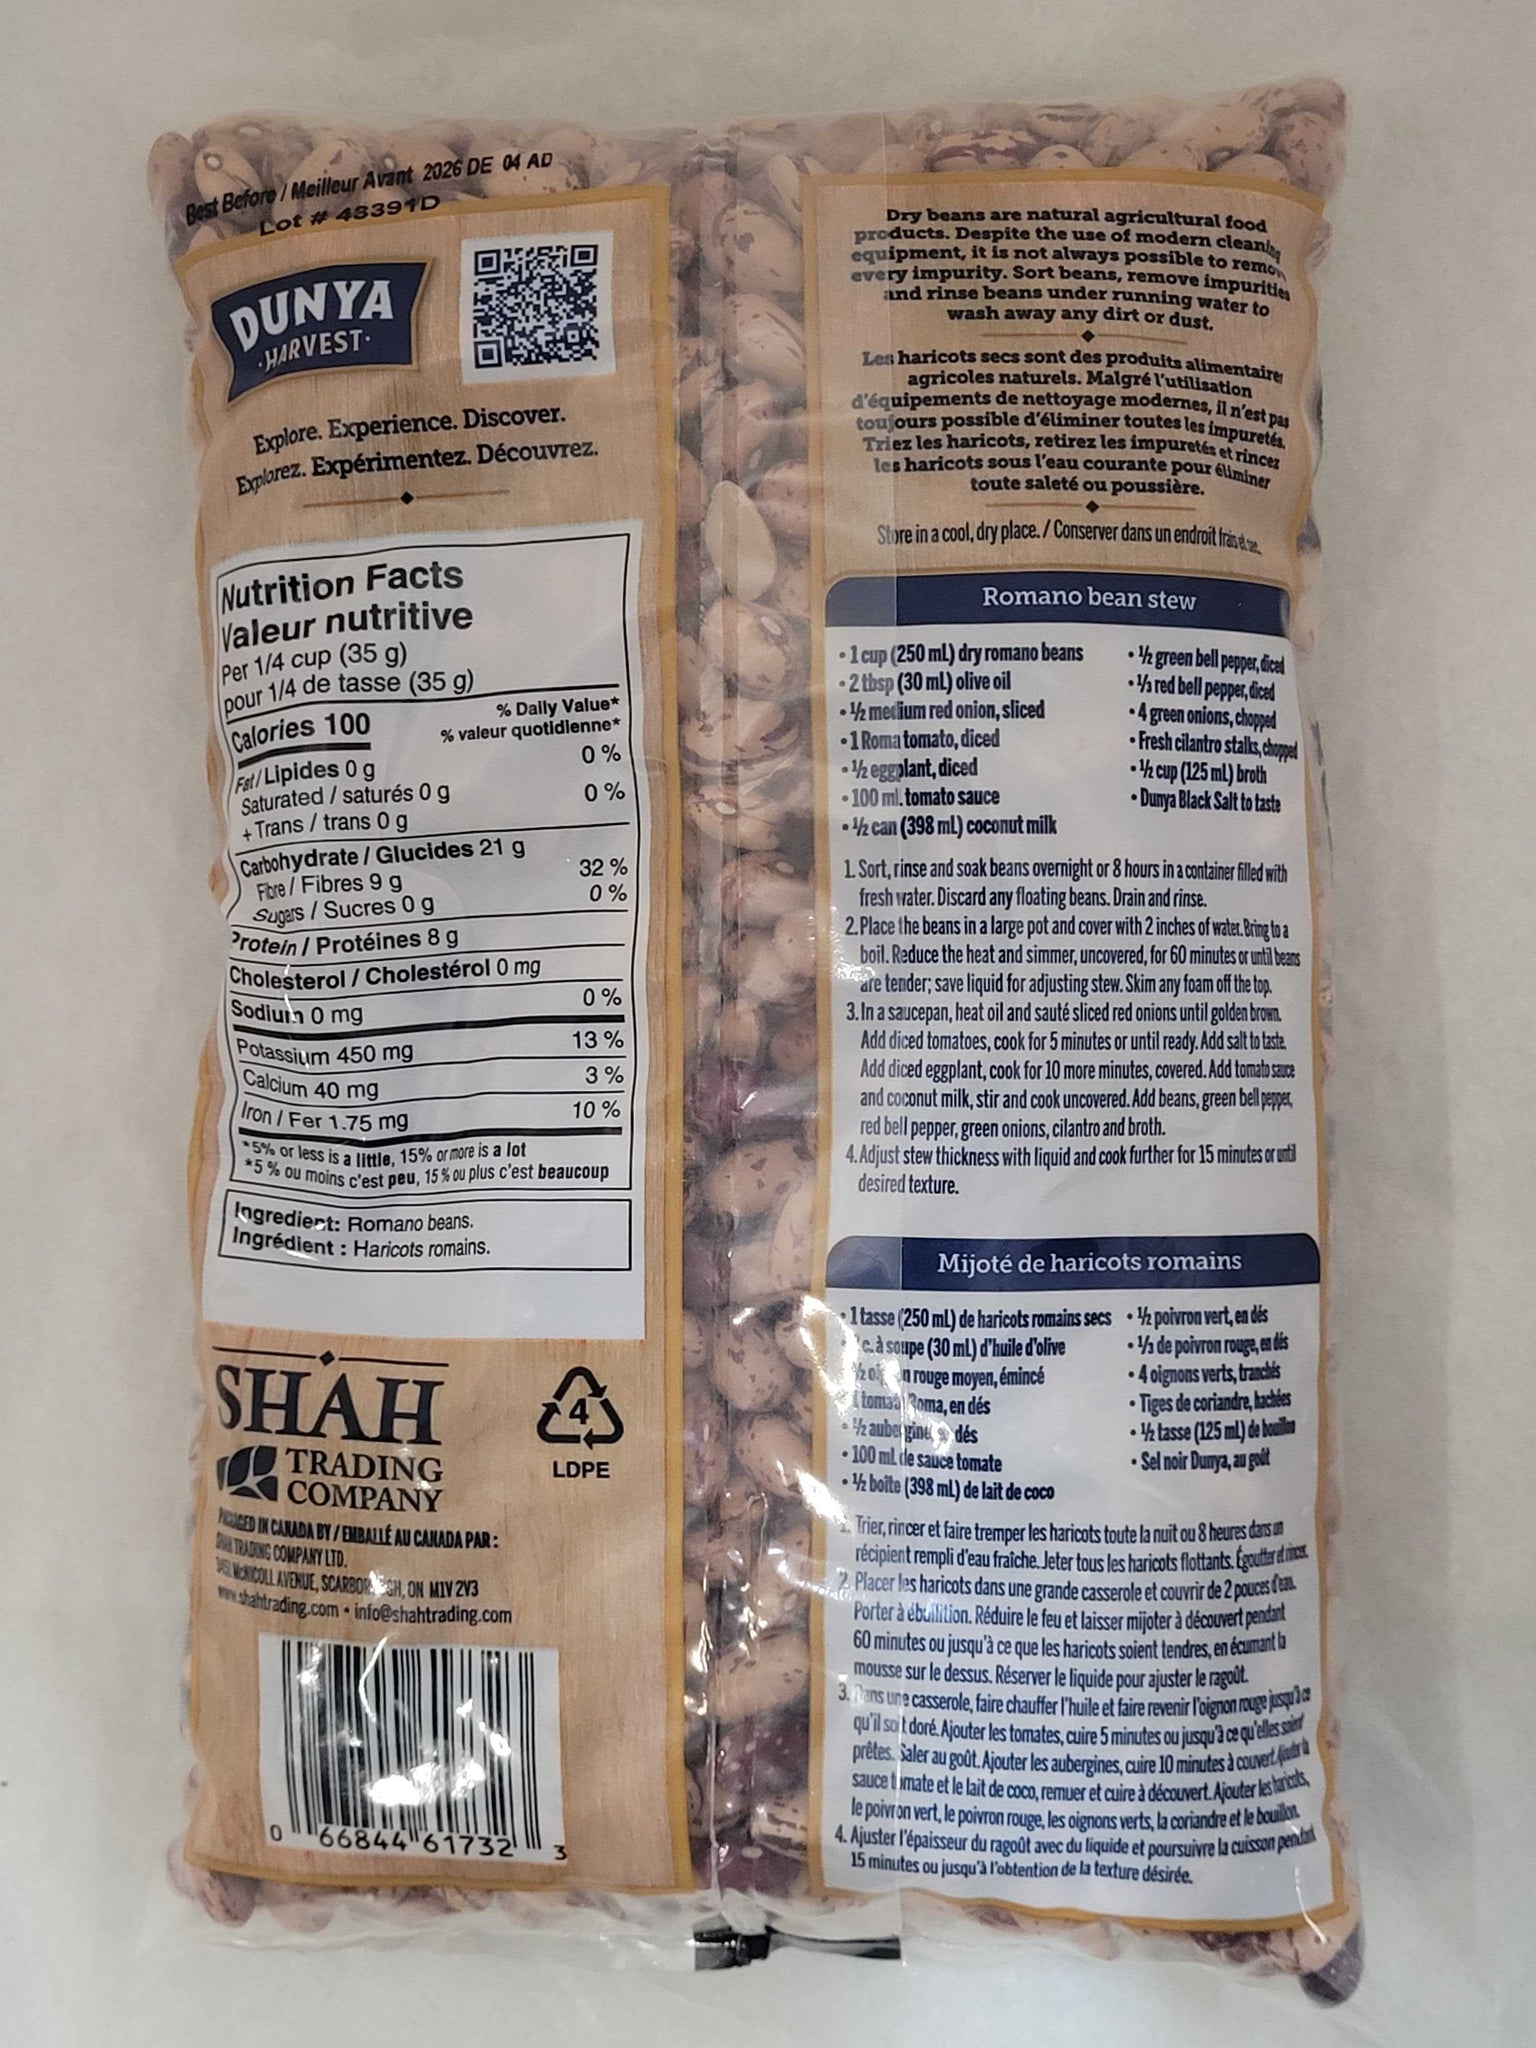 Best Before / Meilleur Avant 2026 DE 04 AD
Lot # 48391D
DUNYA
·HARVEST·
Explore. Experience. Discover.
Explorez. Expérimentez. Découvrez.
Nutrition Facts
Valeur nutritive
Per 1/4 cup (35 g)
pour 1/4 de tasse (35 g)
Calories 100
% Daily Value*
% valeur quotidienne*
Fat / Lipides 0 g 0 %
Saturated / saturés 0 g 0 %
+ Trans / trans 0 g
Carbohydrate / Glucides 21 g
Fibre / Fibres 9 g 32 %
Sugars / Sucres 0 g 0 %
Protein / Protéines 8 g
Cholesterol / Cholestérol 0 mg
Sodium 0 mg 0 %
Potassium 450 mg 13 %
Calcium 40 mg 3 %
Iron / Fer 1.75 mg 10 %
*5% or less is a little, 15% or more is a lot
*5 % ou moins c'est peu, 15 % ou plus c'est beaucoup
Ingredient: Romano beans.
Ingrédient : Haricots romains.
SHAH
TRADING
COMPANY
4
LDPE
PACKAGED IN CANADA BY / EMBALLÉ AU CANADA PAR :
SHAH TRADING COMPANY LTD.
McNICOLL AVENUE, SCARBOROUGH, ON M1V 2V3
www.shahtrading.com • info@shahtrading.com
0 66844 61732 3
Dry beans are natural agricultural food
products. Despite the use of modern cleaning
equipment, it is not always possible to remove
every impurity. Sort beans, remove impurities
and rinse beans under running water to
wash away any dirt or dust.
Les haricots secs sont des produits alimentaires
agricoles naturels. Malgré l'utilisation
d'équipements de nettoyage modernes, il n'est pas
toujours possible d'éliminer toutes les impuretés.
Triez les haricots, retirez les impuretés et rincez
les haricots sous l'eau courante pour éliminer
toute saleté ou poussière.
Store in a cool, dry place. / Conserver dans un endroit frais et sec.
Romano bean stew
• 1 cup (250 mL) dry romano beans
• 2 tbsp (30 mL) olive oil
• ½ medium red onion, sliced
• 1 Roma tomato, diced
• ½ eggplant, diced
• 100 mL tomato sauce
• ½ can (398 mL) coconut milk
• ½ green bell pepper, diced
• ⅓ red bell pepper, diced
• 4 green onions, chopped
• Fresh cilantro stalks, chopped
• ½ cup (125 mL) broth
• Dunya Black Salt to taste
1. Sort, rinse and soak beans overnight or 8 hours in a container filled with
fresh water. Discard any floating beans. Drain and rinse.
2. Place the beans in a large pot and cover with 2 inches of water. Bring to a
boil. Reduce the heat and simmer, uncovered, for 60 minutes or until beans
are tender; save liquid for adjusting stew. Skim any foam off the top.
3. In a saucepan, heat oil and sauté sliced red onions until golden brown.
Add diced tomatoes, cook for 5 minutes or until ready. Add salt to taste.
Add diced eggplant, cook for 10 more minutes, covered. Add tomato sauce
and coconut milk, stir and cook uncovered. Add beans, green bell pepper,
red bell pepper, green onions, cilantro and broth.
4. Adjust stew thickness with liquid and cook further for 15 minutes or until
desired texture.
Mijoté de haricots romains
• 1 tasse (250 mL) de haricots romains secs
c. à soupe (30 mL) d'huile d'olive
½ oignon rouge moyen, émincé
1 tomate Roma, en dés
• ½ aubergine, en dés
• 100 mL de sauce tomate
• ½ boîte (398 mL) de lait de coco
• ½ poivron vert, en dés
• ⅓ de poivron rouge, en dés
• 4 oignons verts, tranchés
• Tiges de coriandre, hachées
• ½ tasse (125 mL) de bouillon
• Sel noir Dunya, au goût
1. Trier, rincer et faire tremper les haricots toute la nuit ou 8 heures dans un
récipient rempli d'eau fraîche. Jeter tous les haricots flottants. Égoutter et rincer.
2. Placer les haricots dans une grande casserole et couvrir de 2 pouces d'eau.
Porter à ébullition. Réduire le feu et laisser mijoter à découvert pendant
60 minutes ou jusqu'à ce que les haricots soient tendres, en écumant la
mousse sur le dessus. Réserver le liquide pour ajuster le ragoût.
3. Dans une casserole, faire chauffer l'huile et faire revenir l'oignon rouge jusqu'à ce
qu'il soit doré. Ajouter les tomates, cuire 5 minutes ou jusqu'à ce qu'elles soient
prêtes. Saler au goût. Ajouter les aubergines, cuire 10 minutes à couvert. Ajouter la
sauce tomate et le lait de coco, remuer et cuire à découvert. Ajouter les haricots,
le poivron vert, le poivron rouge, les oignons verts, la coriandre et le bouillon.
4. Ajuster l'épaisseur du ragoût avec du liquide et poursuivre la cuisson pendant
15 minutes ou jusqu'à l'obtention de la texture désirée.